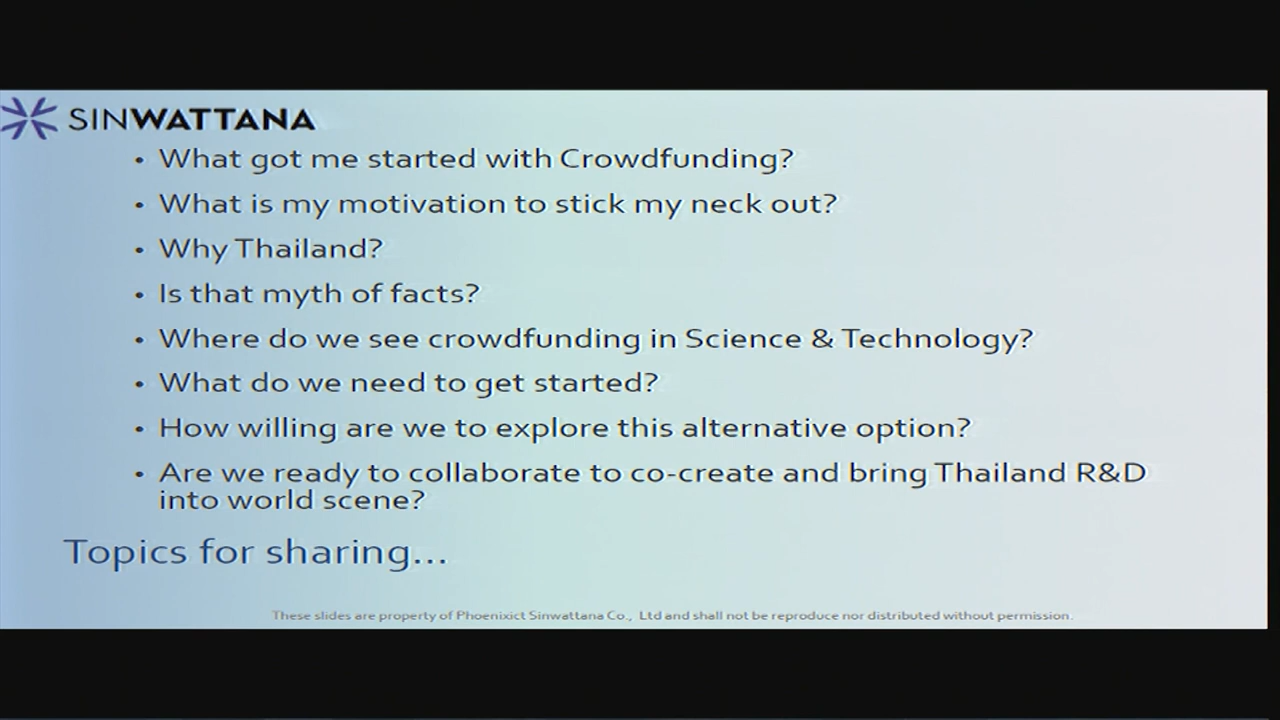 SINWATTANA
• What got me started with Crowdfunding?
• What is my motivation to stick my neck out?
• Why Thailand?
• Is that myth of facts?
• Where do we see crowdfunding in Science & Technology?
• What do we need to get started?
• How willing are we to explore this alternative option?
• Are we ready to collaborate to co-create and bring Thailand R&D
into world scene?
Topics for sharing...
These slides are property of Phoenixict Sinwattana Co., Ltd and shall not be reproduce nor distributed without permission.